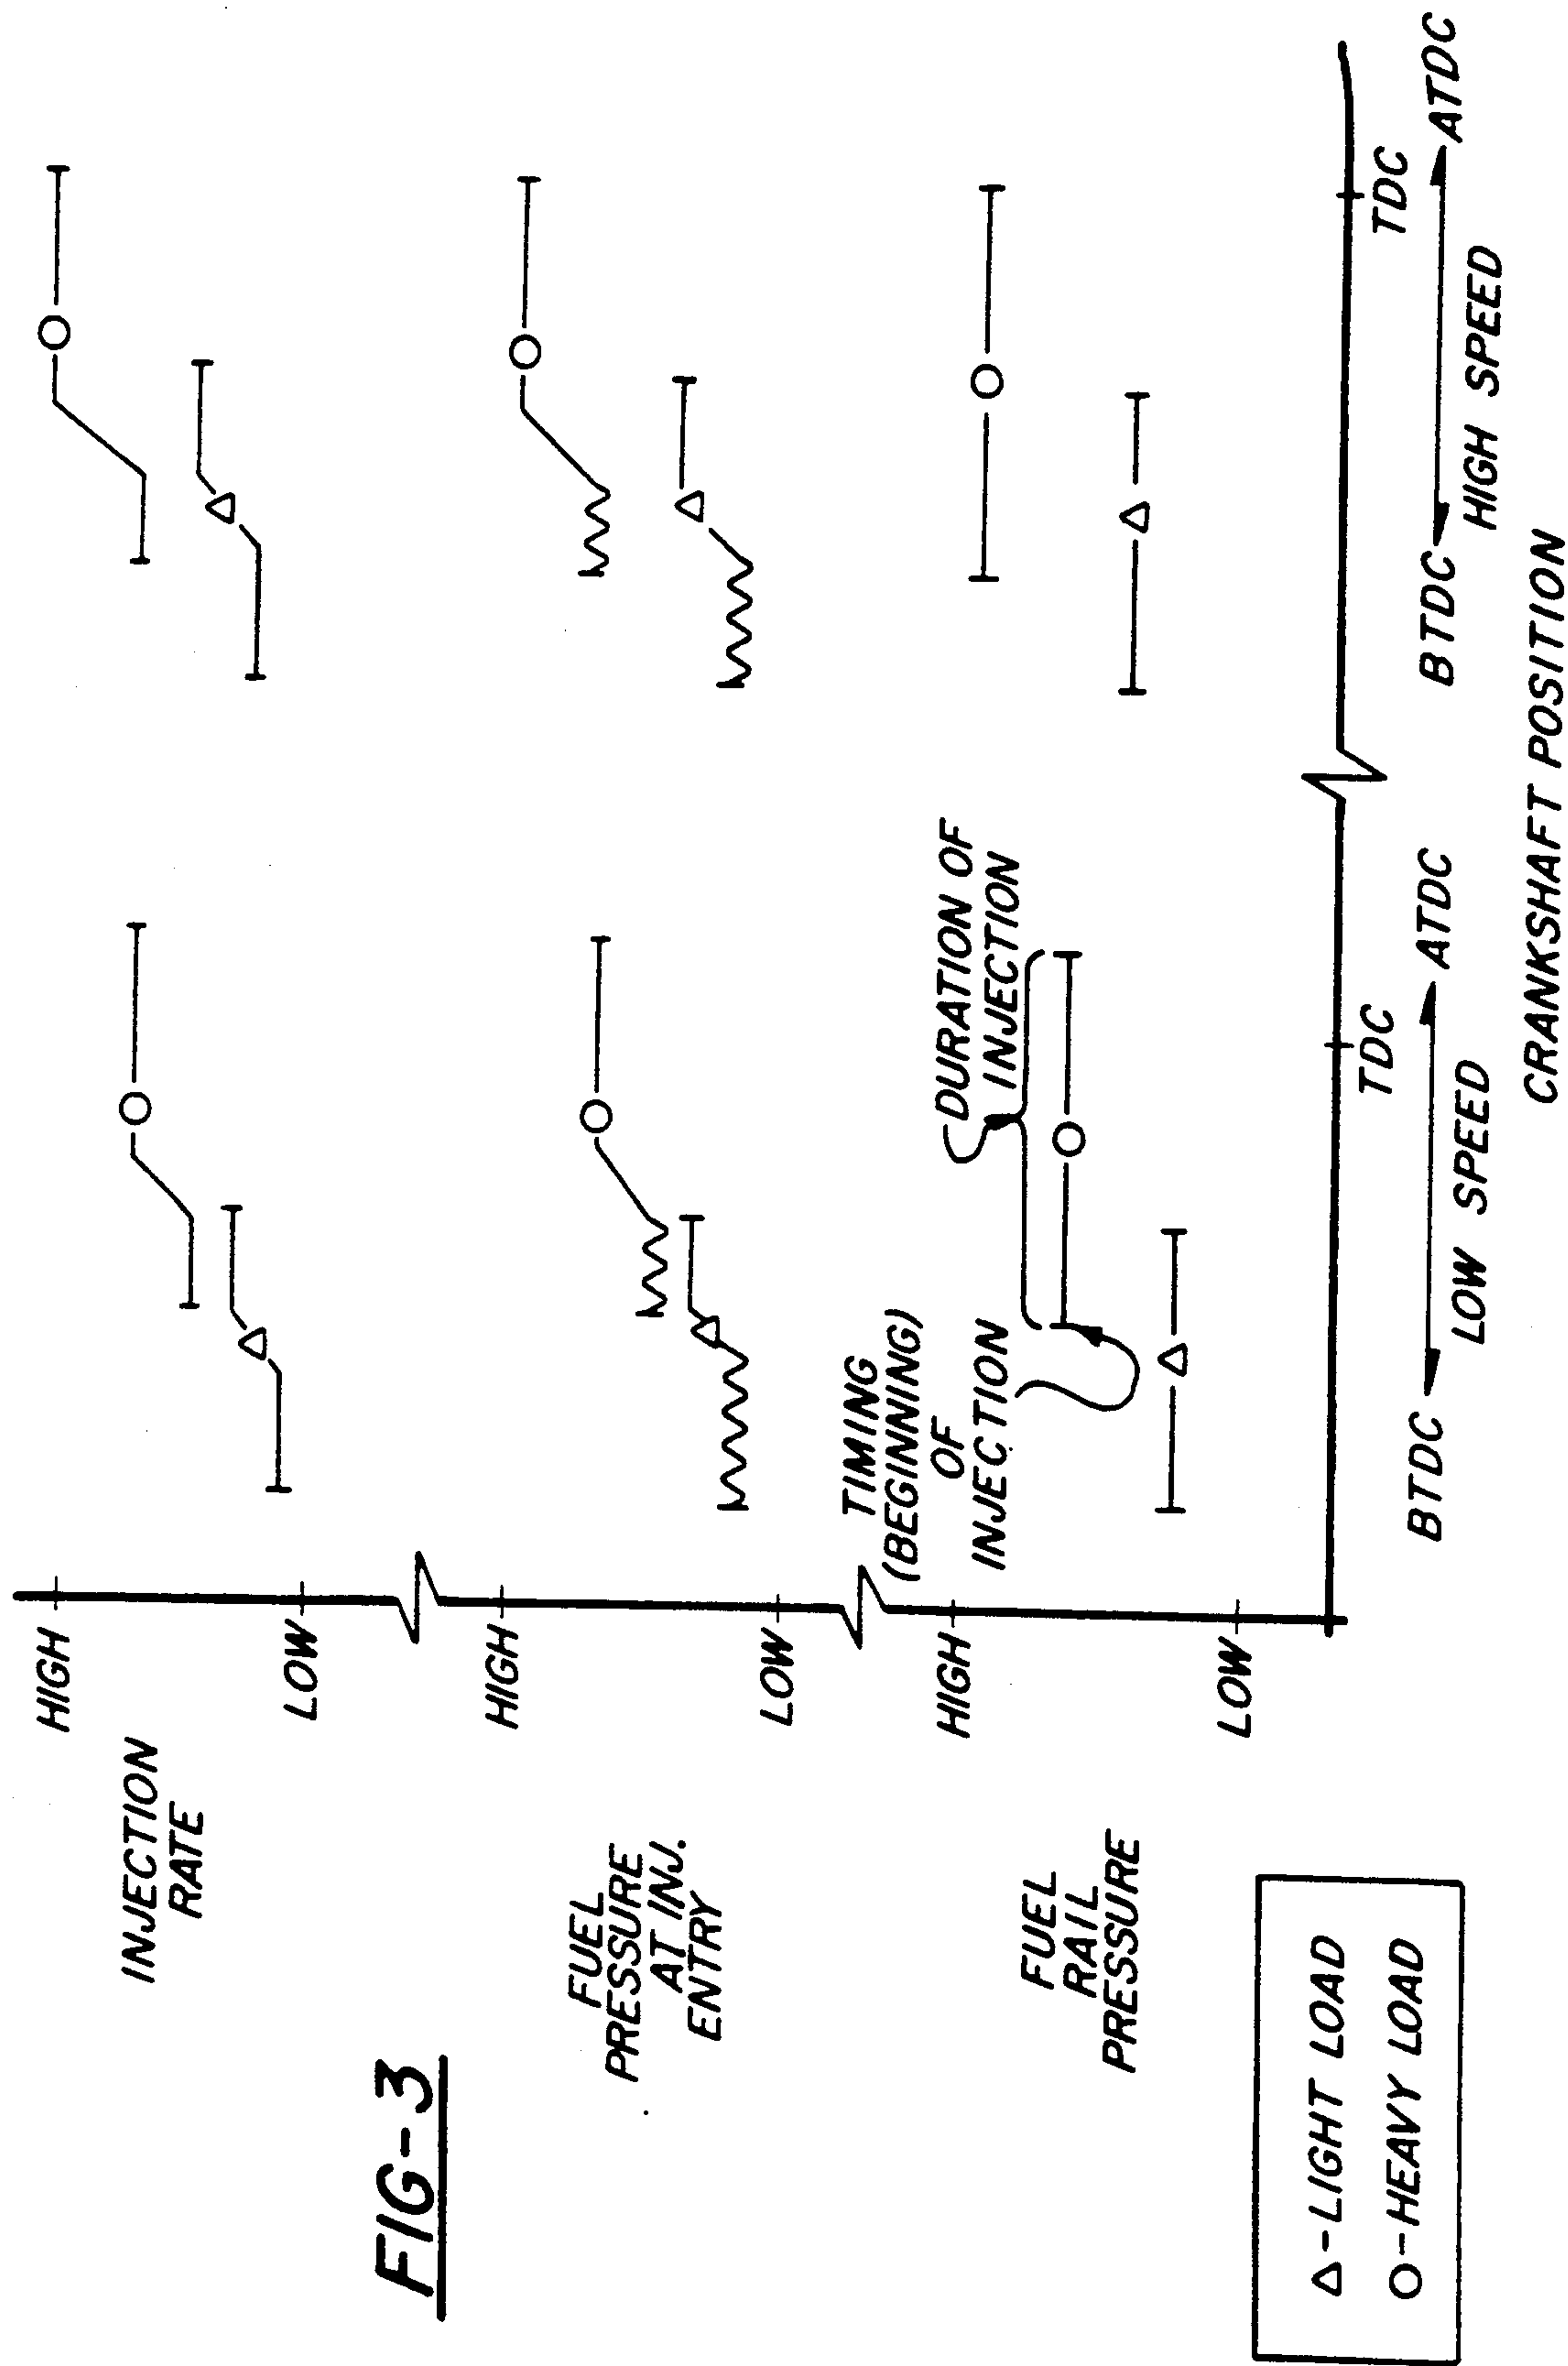 FIG-3
INJECTION
RATE
HIGH
LOW
FUEL
PRESSURE
AT INJ.
ENTRY
HIGH
LOW
FUEL
RAIL
PRESSURE
HIGH
LOW
TIMING
(BEGINNING)
OF
INJECTION
DURATION OF
INJECTION
TDC
TDC
BTDC
ATDC
BTDC
ATDC
LOW SPEED
HIGH SPEED
CRANKSHAFT POSITION
Δ-LIGHT LOAD
O-HEAVY LOAD